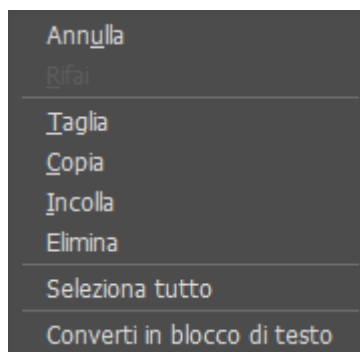 Annulla
Rifai
Taglia
Copia
Incolla
Elimina
Seleziona tutto
Converti in blocco di testo